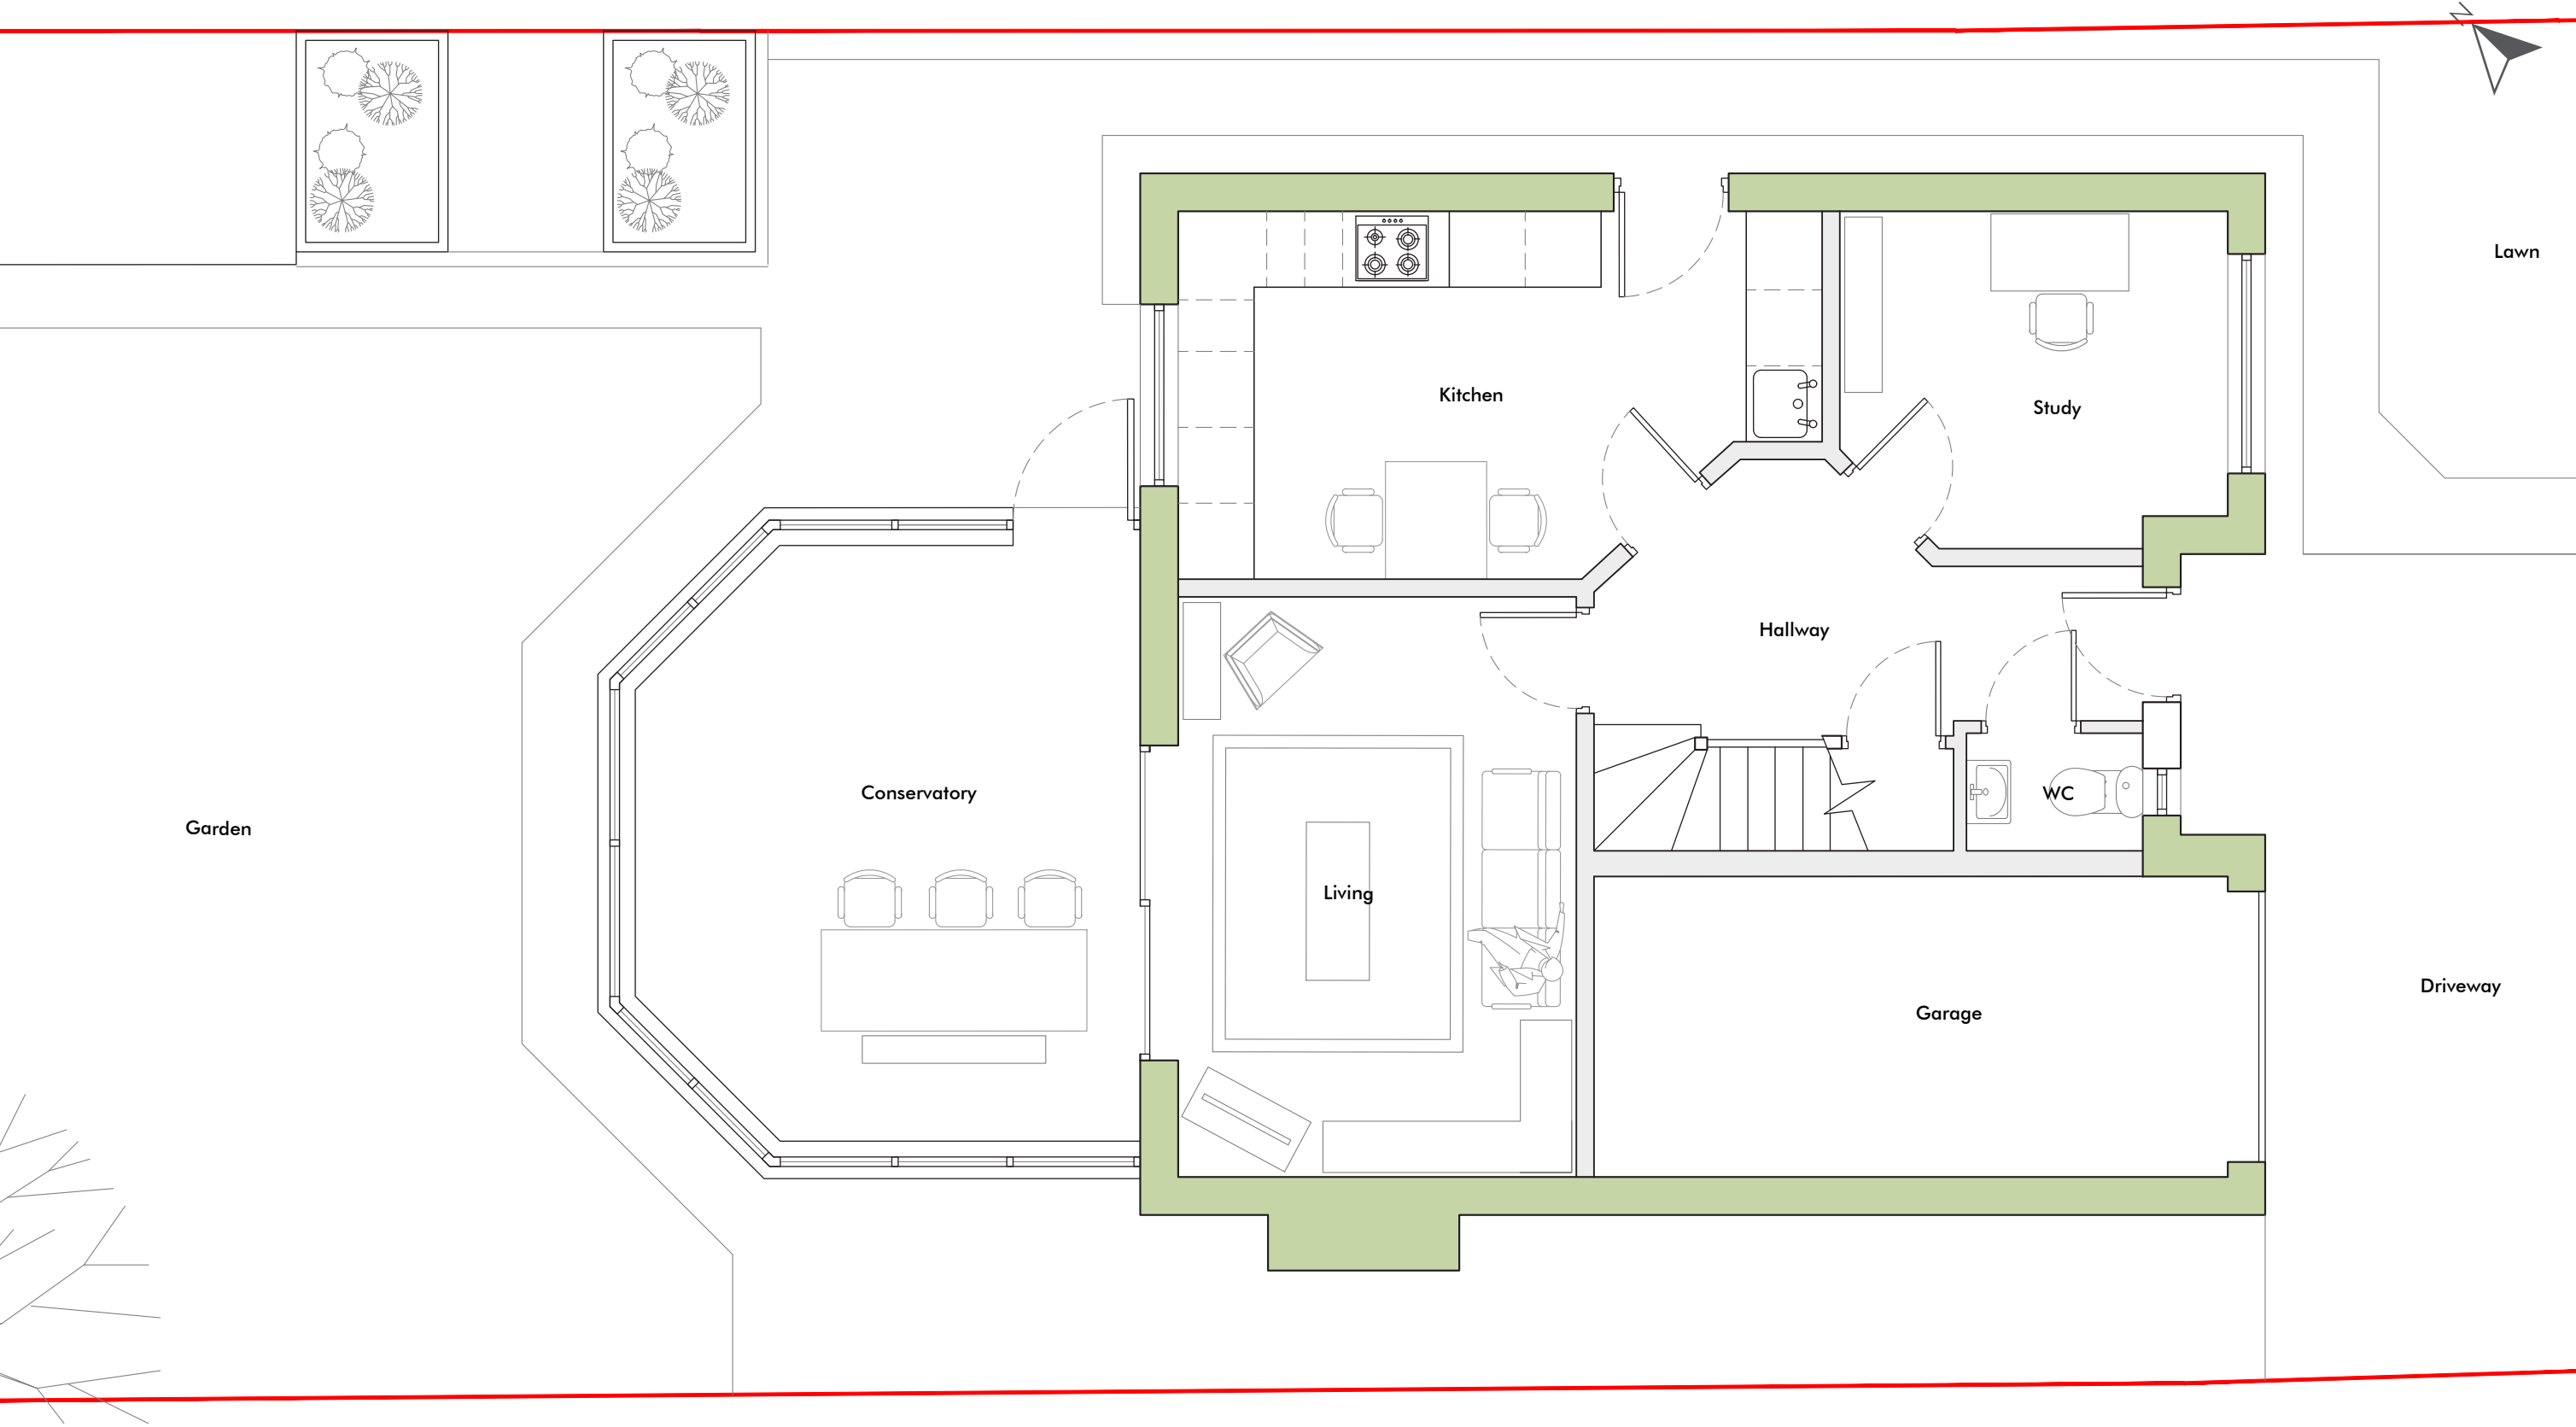 N
Lawn
Kitchen
Study
Hallway
Conservatory
WC
Garden
Living
Driveway
Garage